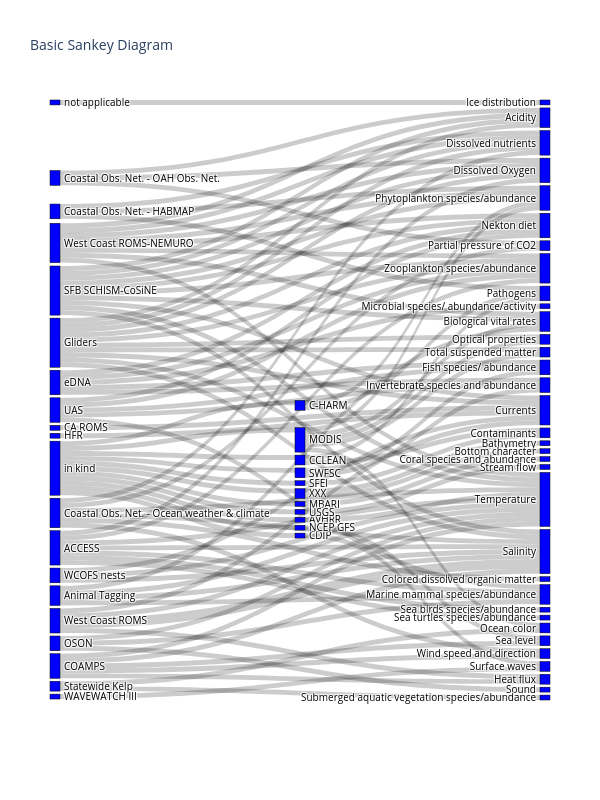 Basic Sankey Diagram
not applicable
Coastal Obs. Net. - OAH Obs. Net.
Coastal Obs. Net. - HABMAP
West Coast ROMS-NEMURO
SFB SCHISM-CoSiNE
Gliders
eDNA
UAS
CA ROMS
HFR
in kind
Coastal Obs. Net. - Ocean weather & climate
ACCESS
WCOFS nests
Animal Tagging
West Coast ROMS
OSON
COAMPS
Statewide Kelp
WAVEWATCH III
C-HARM
MODIS
CCLEAN
SWFSC
SFEI
XXX
MBARI
USGS
AVHRR
NCEP GFS
CDIP
Ice distribution
Acidity
Dissolved nutrients
Dissolved Oxygen
Phytoplankton species/abundance
Nekton diet
Partial pressure of CO2
Zooplankton species/abundance
Pathogens
Microbial species/ abundance/activity
Biological vital rates
Optical properties
Total suspended matter
Fish species/ abundance
Invertebrate species and abundance
Currents
Contaminants
Bathymetry
Bottom character
Coral species and abundance
Stream flow
Temperature
Salinity
Colored dissolved organic matter
Marine mammal species/abundance
Sea birds species/abundance
Sea turtles species/abundance
Ocean color
Sea level
Wind speed and direction
Surface waves
Heat flux
Sound
Submerged aquatic vegetation species/abundance